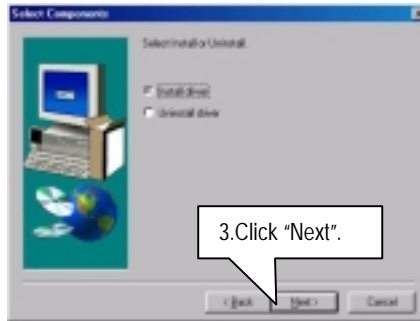 Select Components
Select Install or Uninstall.
Install driver
Uninstall driver
3.Click “Next”.
< Back
Next >
Cancel